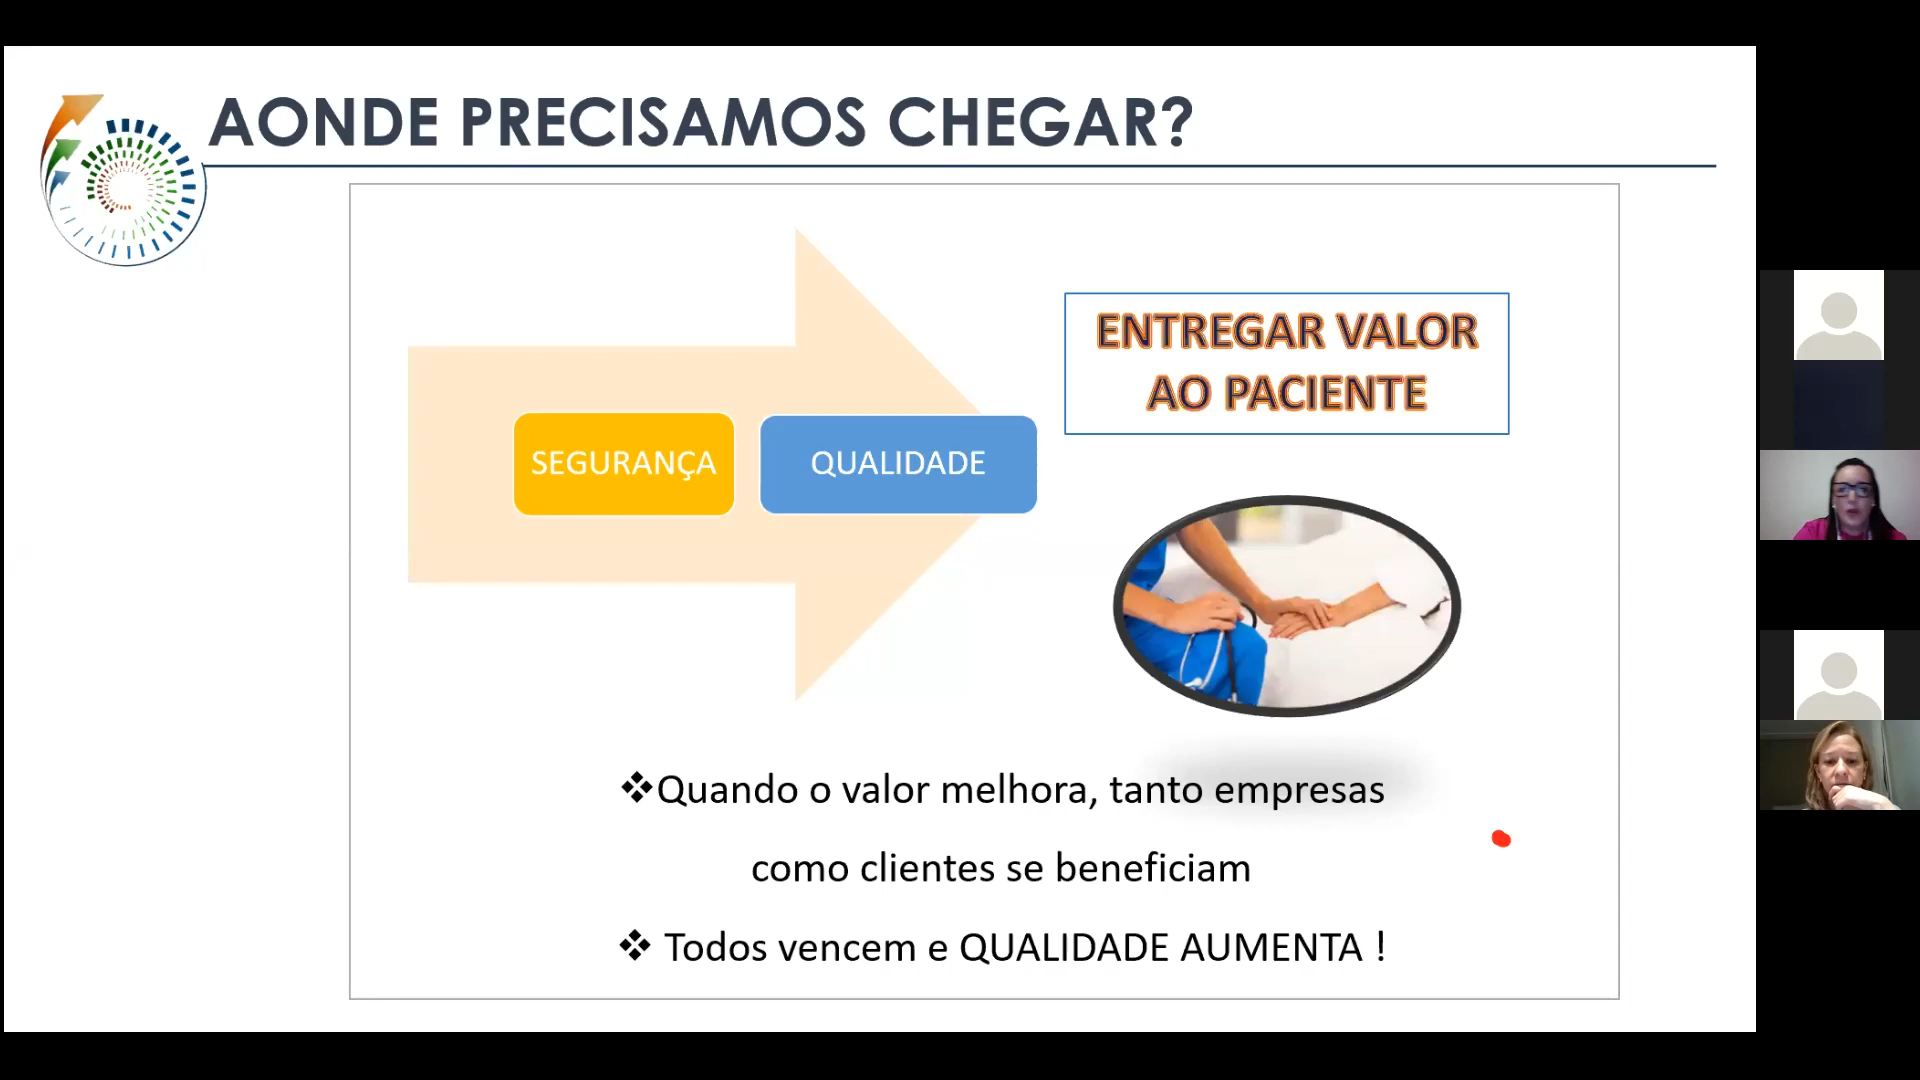 AONDE PRECISAMOS CHEGAR?
ENTREGAR VALOR
AO PACIENTE
SEGURANÇA
QUALIDADE
❖Quando o valor melhora, tanto empresas
como clientes se beneficiam
❖ Todos vencem e QUALIDADE AUMENTA !